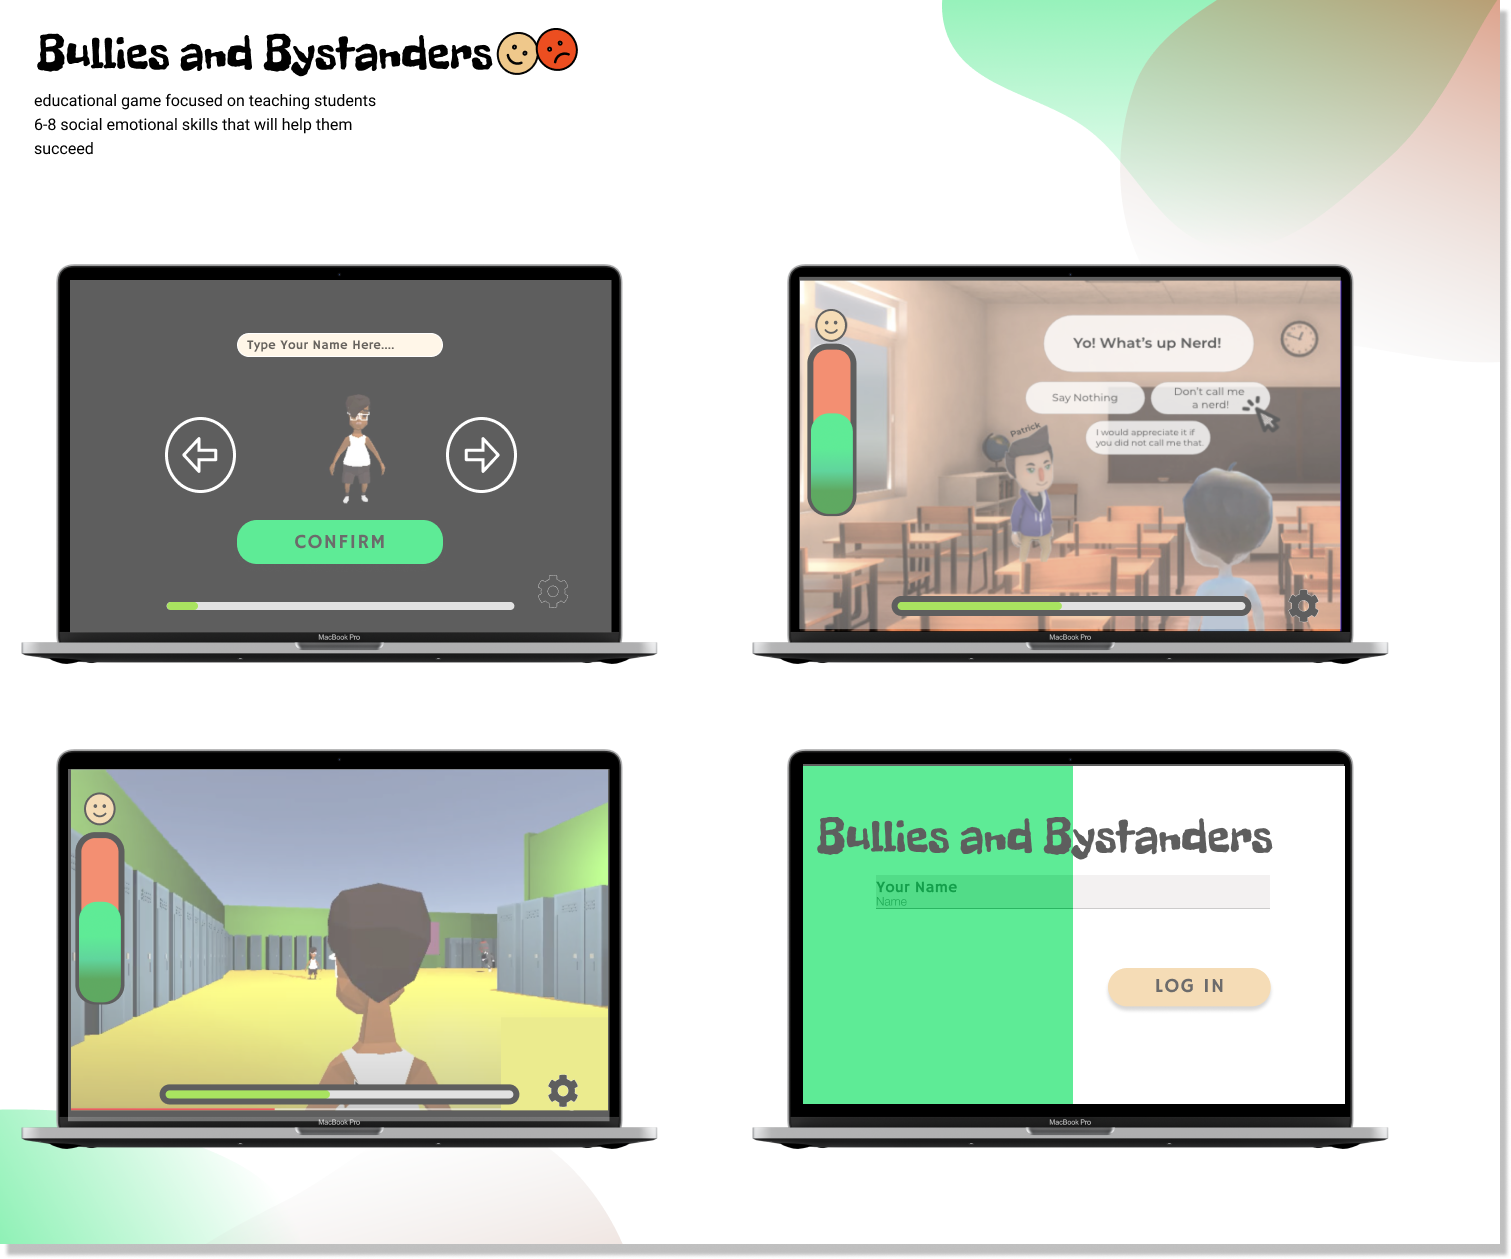 Bullies and Bystanders
educational game focused on teaching students
6-8 social emotional skills that will help them
succeed
Type Your Name Here....
CONFIRM
MacBook Pro
Yo! What's up Nerd!
Say Nothing
Don't call me
a nerd!
I would appreciate it if
you did not call me that.
Patrick
MacBook Pro
MacBook Pro
Bullies and Bystanders
Your Name
Name
LOG IN
MacBook Pro